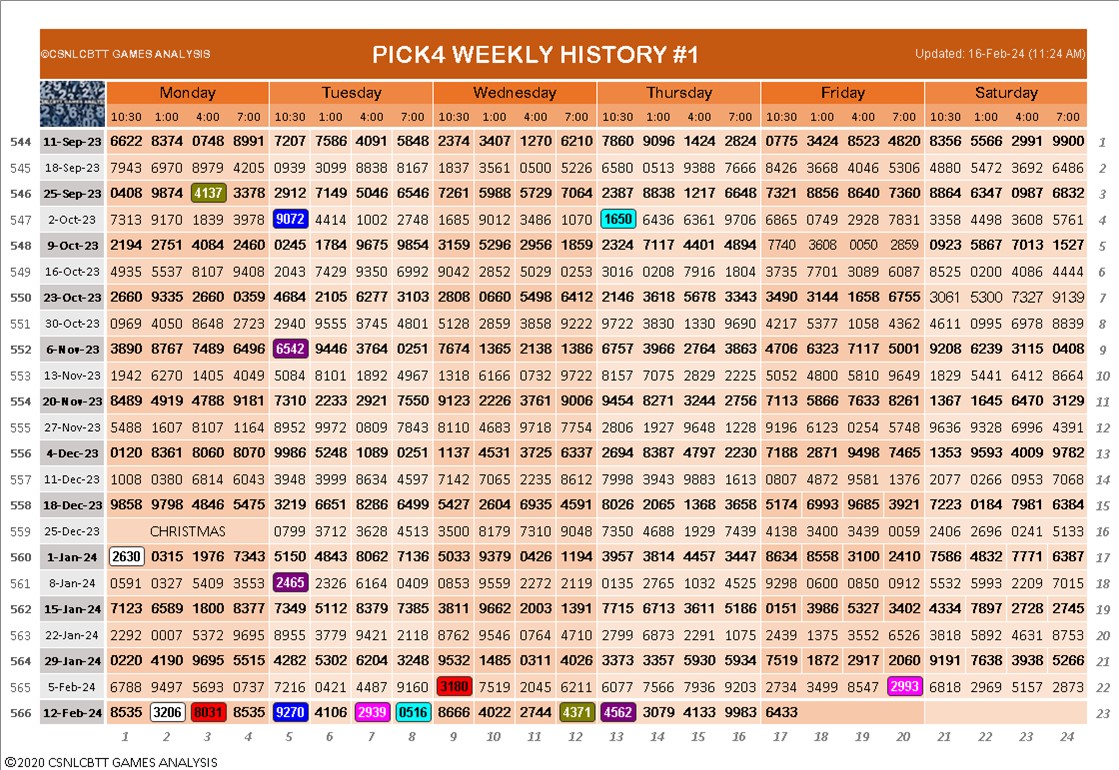 ©CSNLCBTT GAMES ANALYSIS PICK4 WEEKLY HISTORY #1 Updated: 16-Feb-24 (11:24 AM)
Monday Tuesday Wednesday Thursday Friday Saturday
10:30 1:00 4:00 7:00 10:30 1:00 4:00 7:00 10:30 1:00 4:00 7:00 10:30 1:00 4:00 7:00 10:30 1:00 4:00 7:00 10:30 1:00 4:00 7:00
544 11-Sep-23 6622 8374 0748 8991 7207 7586 4091 5848 2374 3407 1270 6210 7860 9096 1424 2824 0775 3424 8523 4820 8356 5566 2991 9900 1
545 18-Sep-23 7943 6970 8979 4205 0939 3099 8838 8167 1837 3561 0500 5226 6580 0513 9388 7666 8426 3668 4046 5306 4880 5472 3692 6486 2
546 25-Sep-23 0408 9874 4137 3378 2912 7149 5046 6546 7261 5988 5729 7064 2387 8038 1217 6648 7321 8856 8640 7560 8864 6347 0987 6832 3
547 2-Oct-23 7313 9170 1839 3978 9072 4414 1002 2748 1685 9012 3486 1070 1650 6436 6361 9706 6865 0749 2928 7831 3358 4498 3608 5761 4
548 9-Oct-23 2194 2751 4084 2460 0245 1784 9675 9854 3159 5296 2956 1859 2324 7117 4401 4894 7740 3608 0050 2859 0923 5867 7013 1527 5
549 16-Oct-23 4935 5537 8107 9408 2043 7429 9350 6992 9042 2852 5029 0253 3016 0208 7916 1804 3735 7701 3089 6087 8525 0200 4086 4444 6
550 23-Oct-23 2660 9335 2660 0359 4684 2105 6277 3103 2808 0660 5498 6412 2146 3618 5678 3343 3490 3144 1658 6755 3061 5300 7327 9139 7
551 30-Oct-23 0969 4050 8648 2723 2940 9555 3745 4801 5128 2859 3858 9222 9722 3830 1330 9690 4217 5377 1058 4362 4611 0995 6978 8839 8
552 6-Nov-23 3890 8767 7489 6496 6542 9446 3764 0251 7674 1365 2138 1386 6757 3966 2764 3863 4706 6323 7117 5001 9208 6239 3115 0408 9
553 13-Nov-23 1942 6270 1405 4049 5084 8101 1892 4967 1318 6166 0732 9722 8157 7075 2829 2225 5052 4800 5810 9649 1829 5441 6412 8664 10
554 20-Nov-23 8489 4919 4788 9181 7310 2233 2921 7550 9123 2226 3761 9006 9454 8271 3244 2756 7113 5866 7633 8261 1367 1645 6470 3129 11
555 27-Nov-23 5488 1607 8107 1164 8952 9972 0809 7843 8110 4683 9718 7754 2806 1927 9648 1228 9196 6123 0254 5748 9636 9328 6996 4391 12
556 4-Dec-23 0120 8361 8060 8070 9986 5248 1089 0251 1137 4531 3725 6337 2694 8387 4797 2230 7188 2871 9498 7465 1353 9593 4009 9782 13
557 11-Dec-23 1008 0380 6814 6043 3948 3999 8634 4597 7142 7065 2235 8612 7998 3943 9883 1613 0807 4872 9581 1376 2077 0266 0953 7068 14
558 18-Dec-23 9858 9798 4846 5475 3219 6651 8286 6499 5427 2604 6935 4591 8026 2065 1368 3658 5174 6993 9685 3921 7223 0184 7981 6384 15
559 25-Dec-23 CHRISTMAS 0799 3712 3628 4513 3500 8179 7310 9048 7350 4688 1929 7439 4138 3400 3439 0059 2406 2696 0241 5133 16
560 1-Jan-24 2630 0315 1976 7343 5150 4843 8062 7136 5033 9379 0426 1194 3957 3814 4457 3447 8634 8558 3100 2410 7586 4832 7771 6387 17
561 8-Jan-24 0591 0327 5409 3553 2465 2326 6164 0409 0853 9559 2272 2119 0135 2765 1032 4525 9298 0600 0850 0912 5532 5993 2209 7015 18
562 15-Jan-24 7123 6589 1800 8377 7349 5112 8379 7385 3811 9662 2003 1391 7715 6713 3611 5186 0151 3986 5327 3402 4334 7897 2728 2745 19
563 22-Jan-24 2292 0007 5372 9695 8955 3779 9421 2118 8762 9546 0764 4710 2799 6873 2291 1075 2439 1375 3552 6526 3818 5892 4631 8753 20
564 29-Jan-24 0220 4190 9695 5515 4282 5302 6204 3248 9532 1485 0311 4026 3373 3357 5930 5934 7519 1872 2917 2060 9191 7638 3938 5266 21
565 5-Feb-24 6788 9497 5693 0737 7216 0421 4487 9160 3180 7519 2045 6211 6077 7566 7936 9203 2734 3499 8547 2993 6818 2969 5157 2873 22
566 12-Feb-24 8535 3206 8031 8535 9270 4106 2939 0516 8666 4022 2744 4371 4562 3079 4133 9983 6433 23
1 2 3 4 5 6 7 8 9 10 11 12 13 14 15 16 17 18 19 20 21 22 23 24
©2020 CSNLCBTT GAMES ANALYSIS